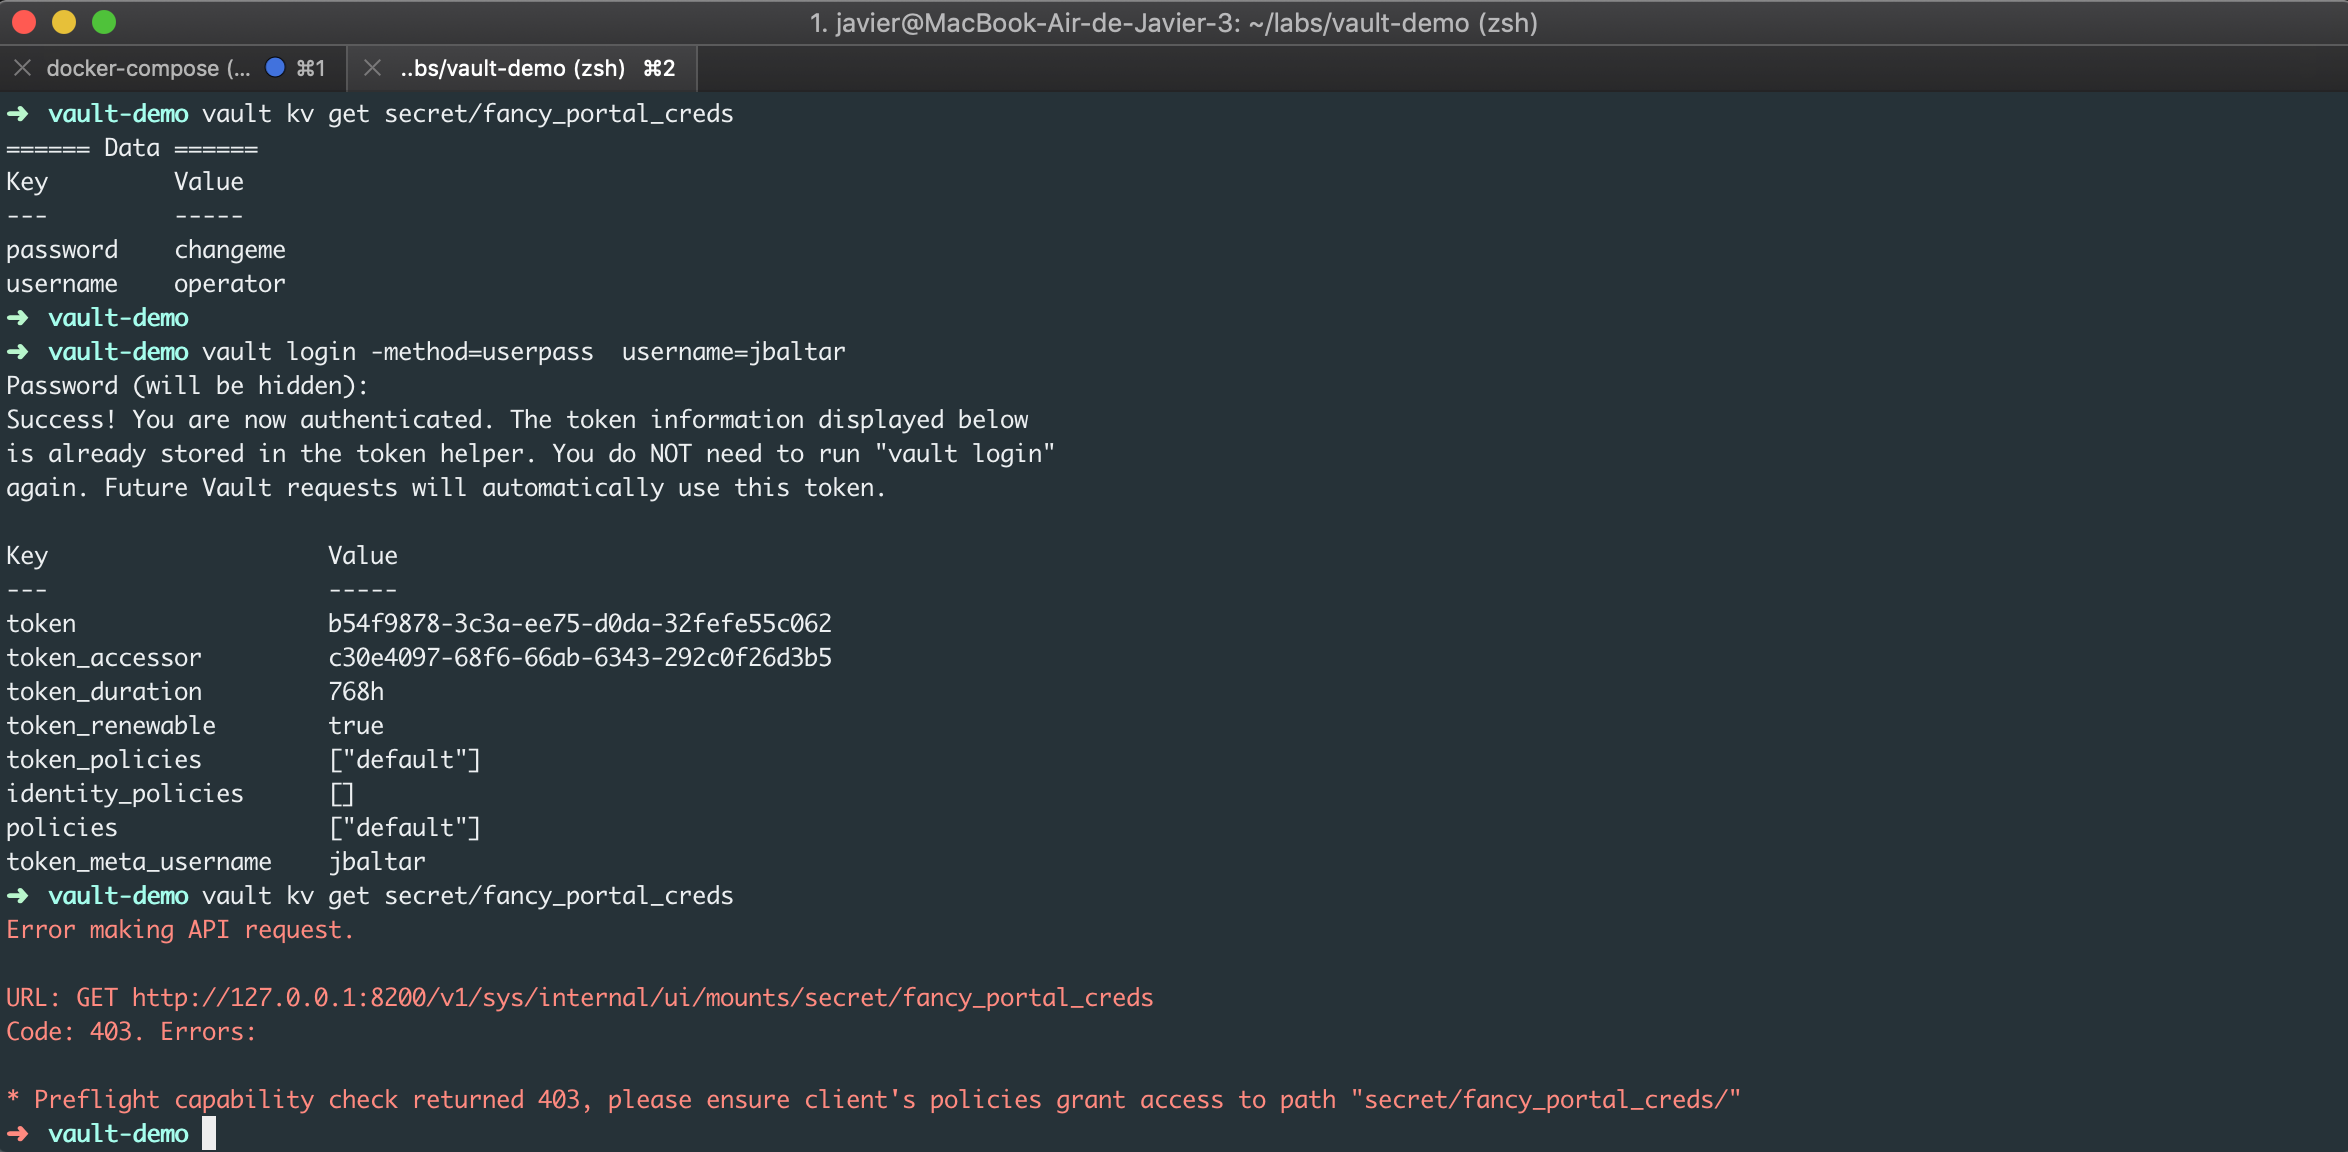 1. javier@MacBook-Air-de-Javier-3: ~/labs/vault-demo (zsh)
docker-compose (... ⌘1 ..bs/vault-demo (zsh) ⌘2
➜ vault-demo vault kv get secret/fancy_portal_creds
====== Data ======
Key         Value
---         -----
password    changeme
username    operator
➜ vault-demo
➜ vault-demo vault login -method=userpass  username=jbaltar
Password (will be hidden):
Success! You are now authenticated. The token information displayed below
is already stored in the token helper. You do NOT need to run "vault login"
again. Future Vault requests will automatically use this token.
Key                    Value
---                    -----
token                  b54f9878-3c3a-ee75-d0da-32fefe55c062
token_accessor         c30e4097-68f6-66ab-6343-292c0f26d3b5
token_duration         768h
token_renewable        true
token_policies         ["default"]
identity_policies      []
policies               ["default"]
token_meta_username    jbaltar
➜ vault-demo vault kv get secret/fancy_portal_creds
Error making API request.
URL: GET http://127.0.0.1:8200/v1/sys/internal/ui/mounts/secret/fancy_portal_creds
Code: 403. Errors:
* Preflight capability check returned 403, please ensure client's policies grant access to path "secret/fancy_portal_creds/"
➜ vault-demo